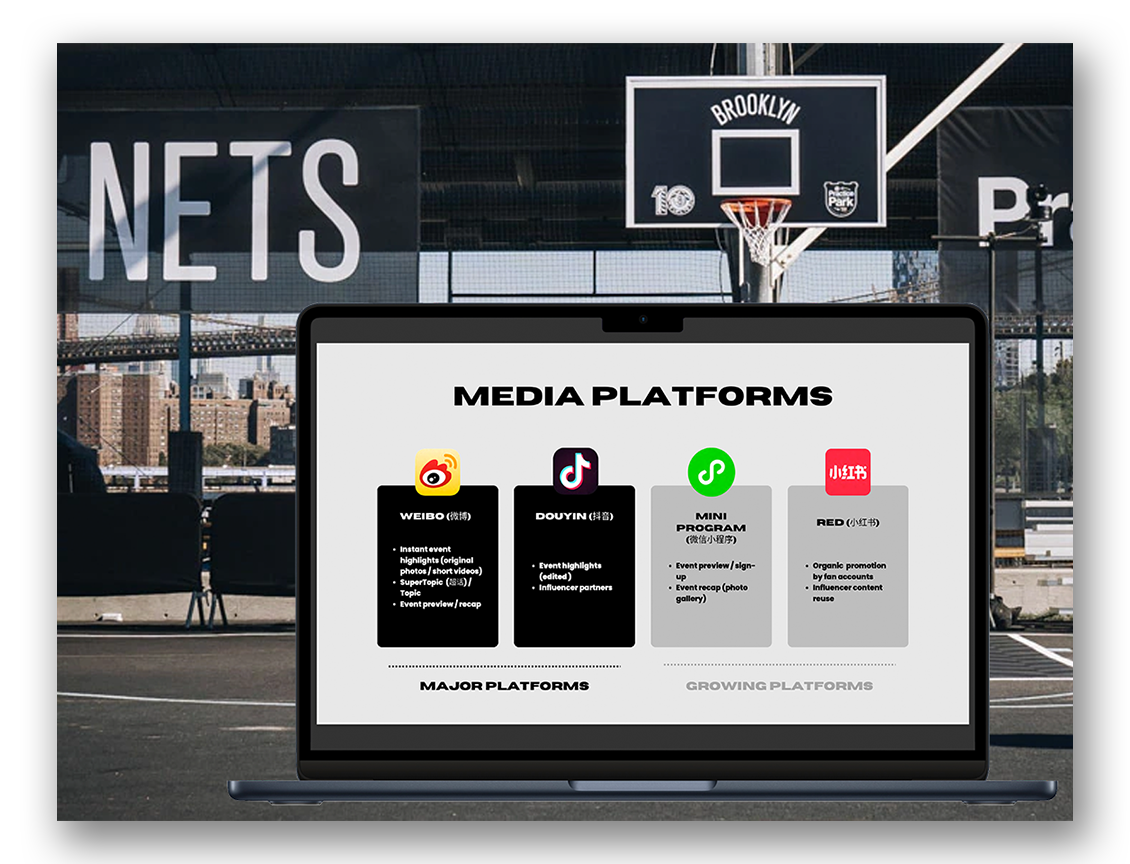 NETS
BROOKLYN
10
Practice
Park
Pra
MEDIA PLATFORMS
小红书
WEIBO (微博)
• Instant event
highlights (original
photos / short videos)
• SuperTopic (超话) /
Topic
• Event preview / recap
DOUYIN (抖音)
• Event highlights
(edited)
• Influencer partners
MINI
PROGRAM
(微信小程序)
• Event preview / sign-
up
• Event recap (photo
gallery)
RED (小红书)
• Organic promotion
by fan accounts
• Influencer content
reuse
MAJOR PLATFORMS
GROWING PLATFORMS